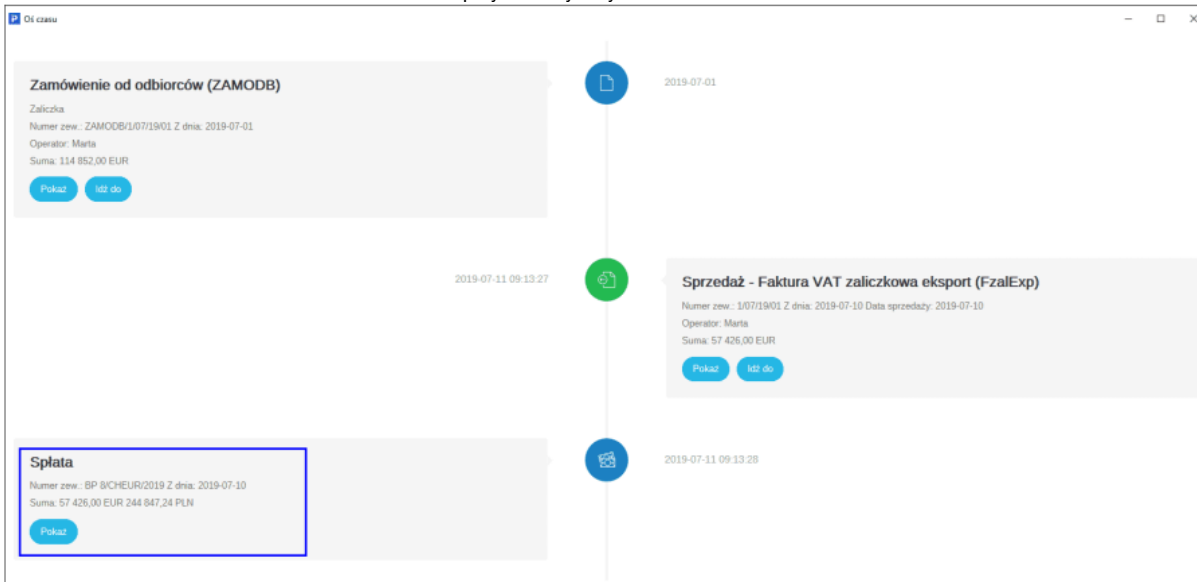 Oś czasu
Zamówienie od odbiorców (ZAMODB)
Zaliczka
Numer zew.: ZAMODB/1/07/19/01 Z dnia: 2019-07-01
Operator: Marta
Suma: 114 852,00 EUR
Pokaż Idź do
2019-07-01
2019-07-11 09:13:27
Sprzedaż - Faktura VAT zaliczkowa eksport (FzalExp)
Numer zew.: 1/07/19/01 Z dnia: 2019-07-10 Data sprzedaży: 2019-07-10
Operator: Marta
Suma: 57 426,00 EUR
Pokaż Idź do
Spłata
Numer zew.: BP 8/CHEUR/2019 Z dnia: 2019-07-10
Suma: 57 426,00 EUR 244 847,24 PLN
Pokaż
2019-07-11 09:13:28